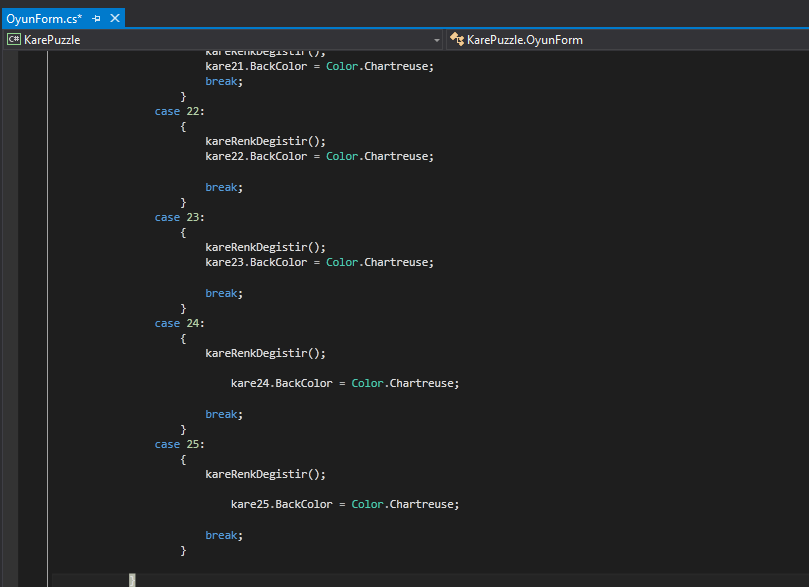 OyunForm.cs*
C# KarePuzzle KarePuzzle.OyunForm
kareRenkDegistir();
kare21.BackColor = Color.Chartreuse;
break;
}
case 22:
{
kareRenkDegistir();
kare22.BackColor = Color.Chartreuse;
break;
}
case 23:
{
kareRenkDegistir();
kare23.BackColor = Color.Chartreuse;
break;
}
case 24:
{
kareRenkDegistir();
kare24.BackColor = Color.Chartreuse;
break;
}
case 25:
{
kareRenkDegistir();
kare25.BackColor = Color.Chartreuse;
break;
}
}